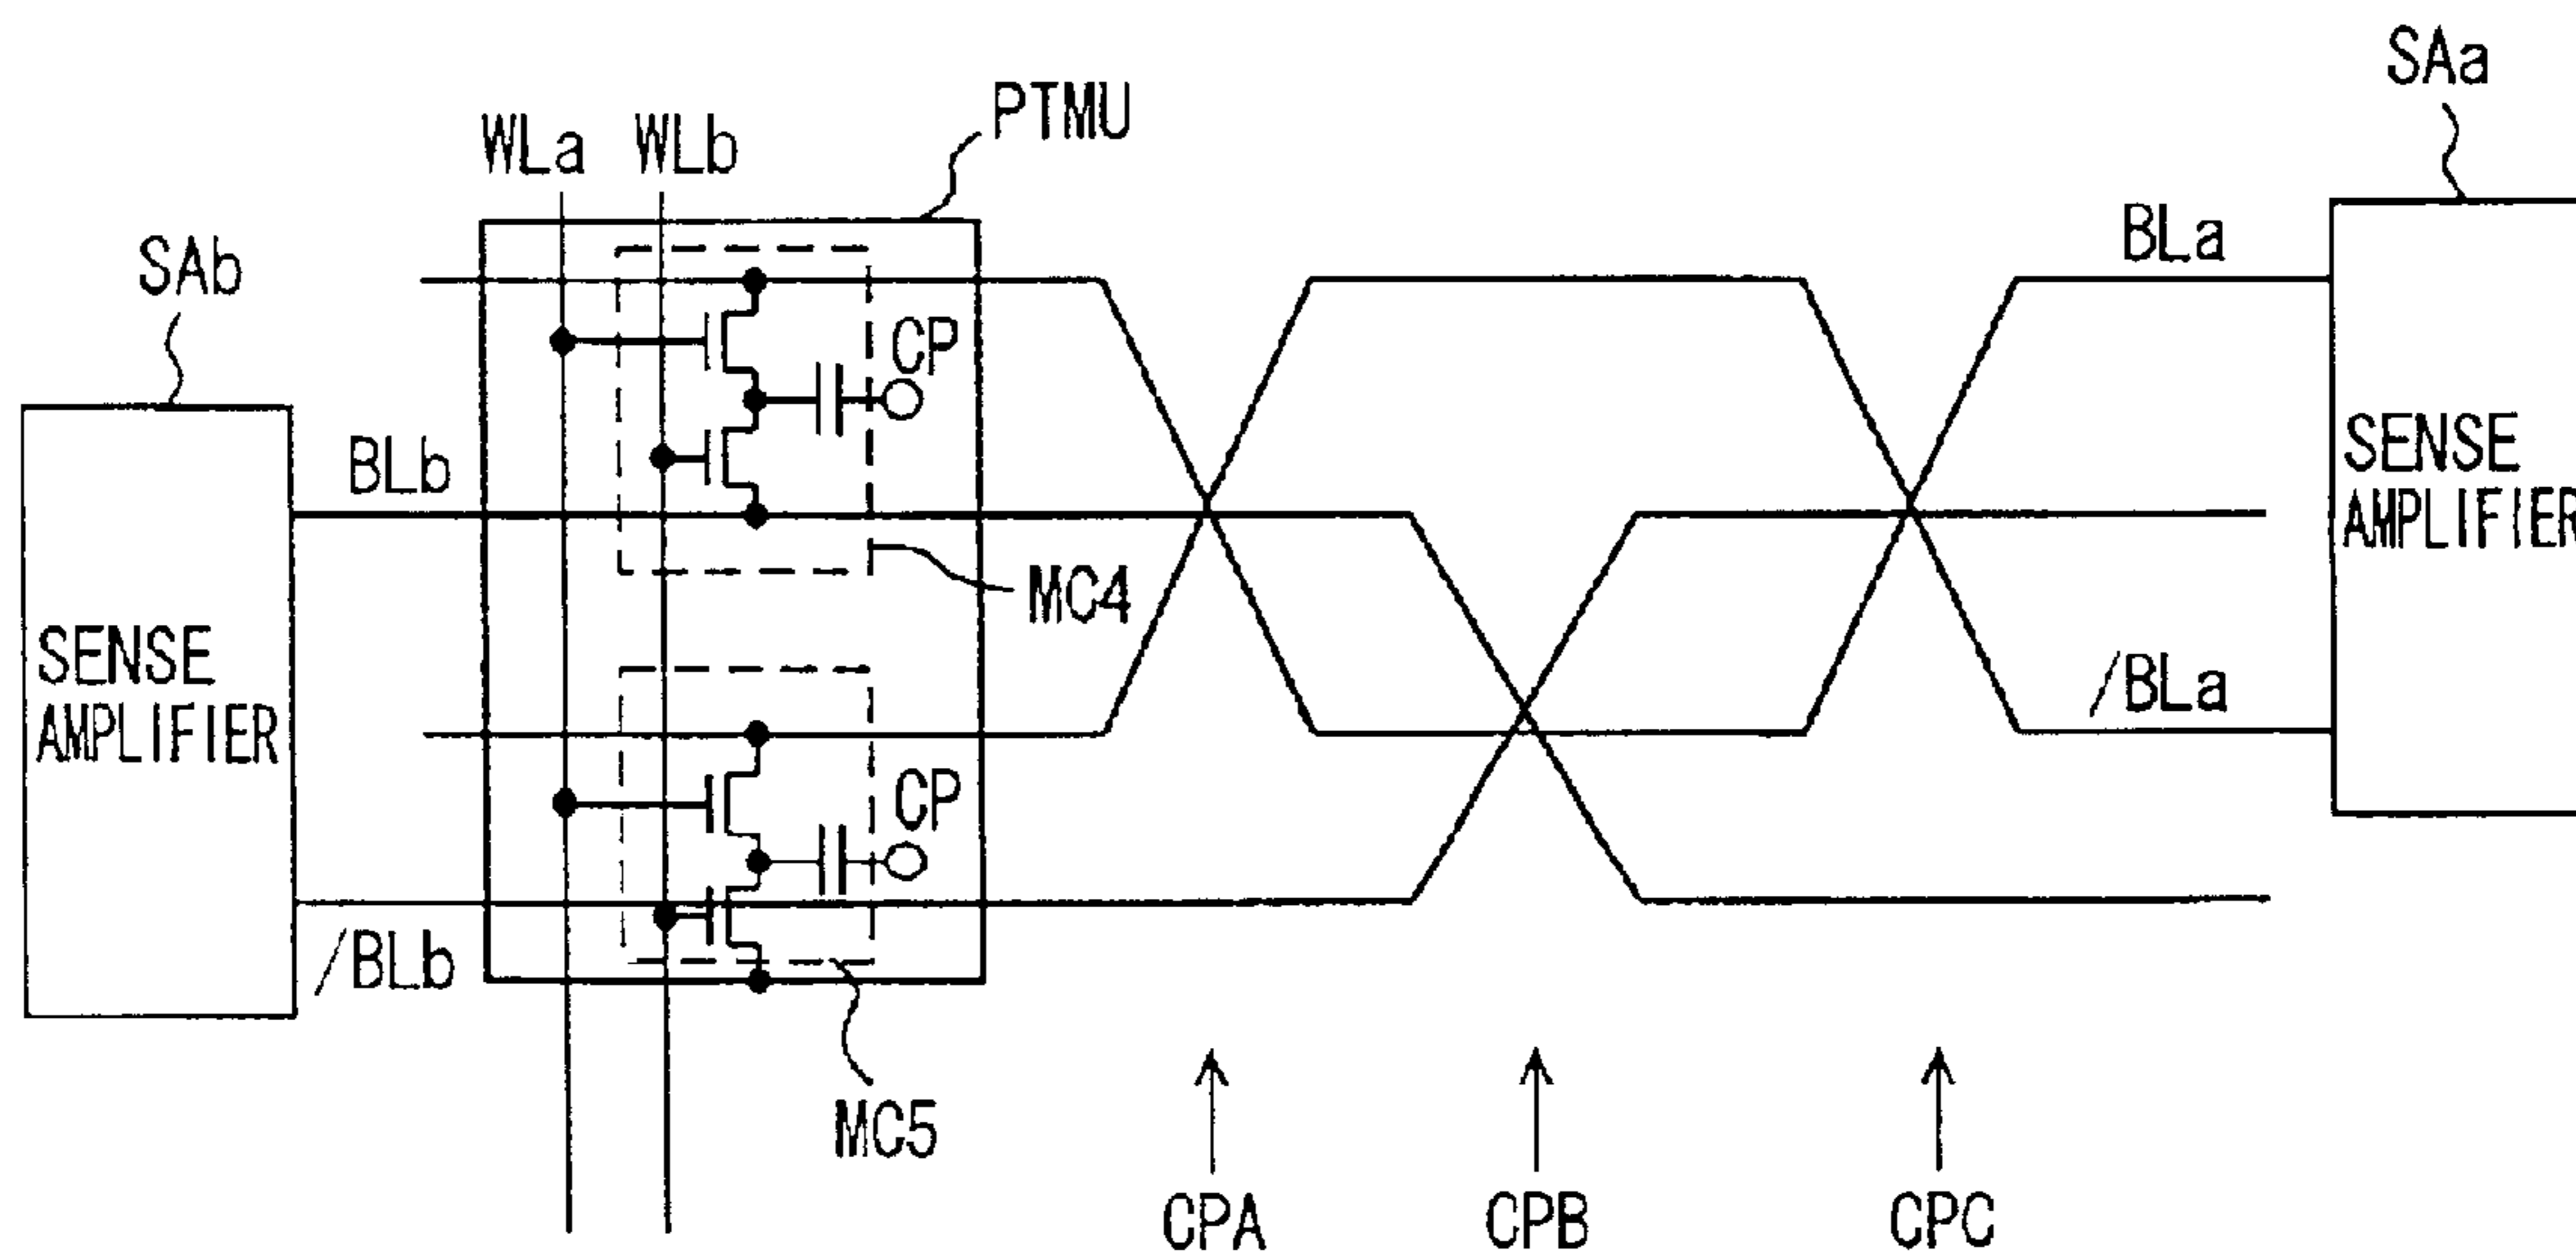 SAa
PTMU
WLa WLb
BLa
SAb
CP
BLb
SENSE
AMPLIFIER
MC4
SENSE
AMPLIFIER
/BLa
CP
/BLb
MC5
CPA CPB CPC